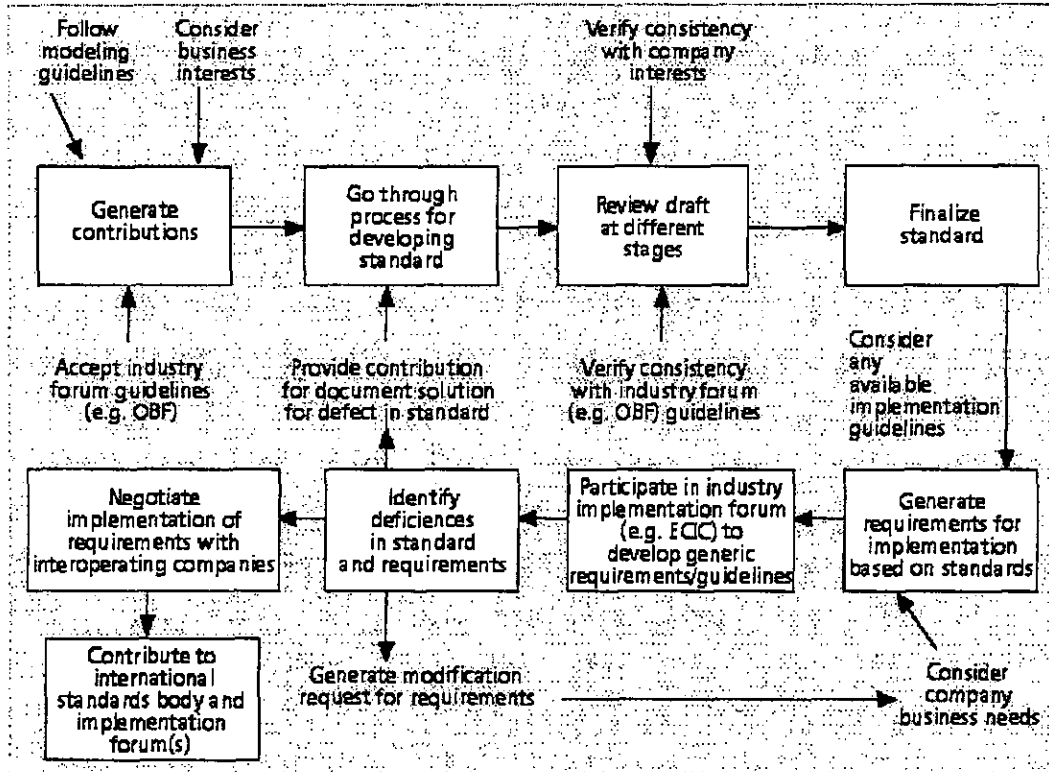 Follow
modeling
guidelines
Consider
business
interests
Verify consistency
with company
interests
Generate
contributions
Go through
process for
developing
standard
Review draft
at different
stages
Finalize
standard
Accept industry
forum guidelines
(e.g. OBF)
Provide contribution
for document solution
for defect in standard
Verify consistency
with industry forum
(e.g. OBF) guidelines
Consider
any
available
implementation
guidelines
Negotiate
implementation of
requirements with
interoperating companies
Identify
deficiences
in standard
and requirements
Participate in industry
implementation forum
(e.g. ECIC) to
develop generic
requirements/guidelines
Generate
requirements for
implementation
based on standards
Contribute to
international
standards body and
implementation
forum(s)
Generate modification
request for requirements
Consider
company
business needs